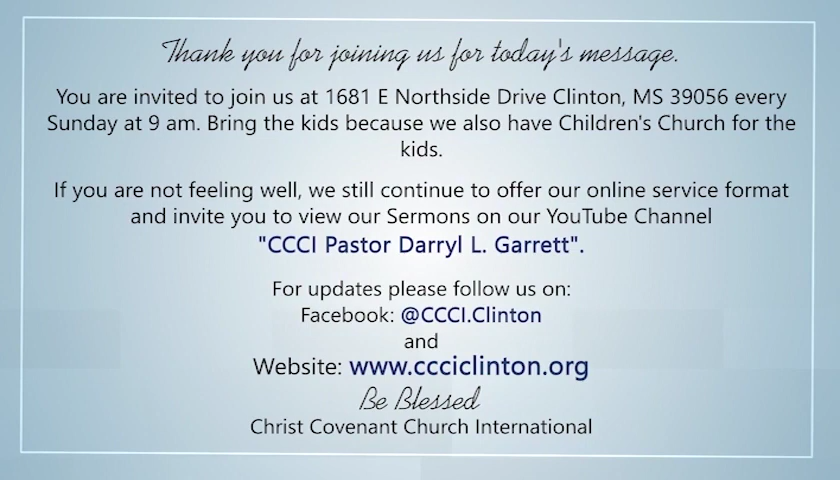 Thank you for joining us for today's message.
You are invited to join us at 1681 E Northside Drive Clinton, MS 39056 every
Sunday at 9 am. Bring the kids because we also have Children's Church for the
kids.
If you are not feeling well, we still continue to offer our online service format
and invite you to view our Sermons on our YouTube Channel
"CCCI Pastor Darryl L. Garrett".
For updates please follow us on:
Facebook: @CCCI.Clinton
and
Website: www.ccciclinton.org
Be Blessed
Christ Covenant Church International